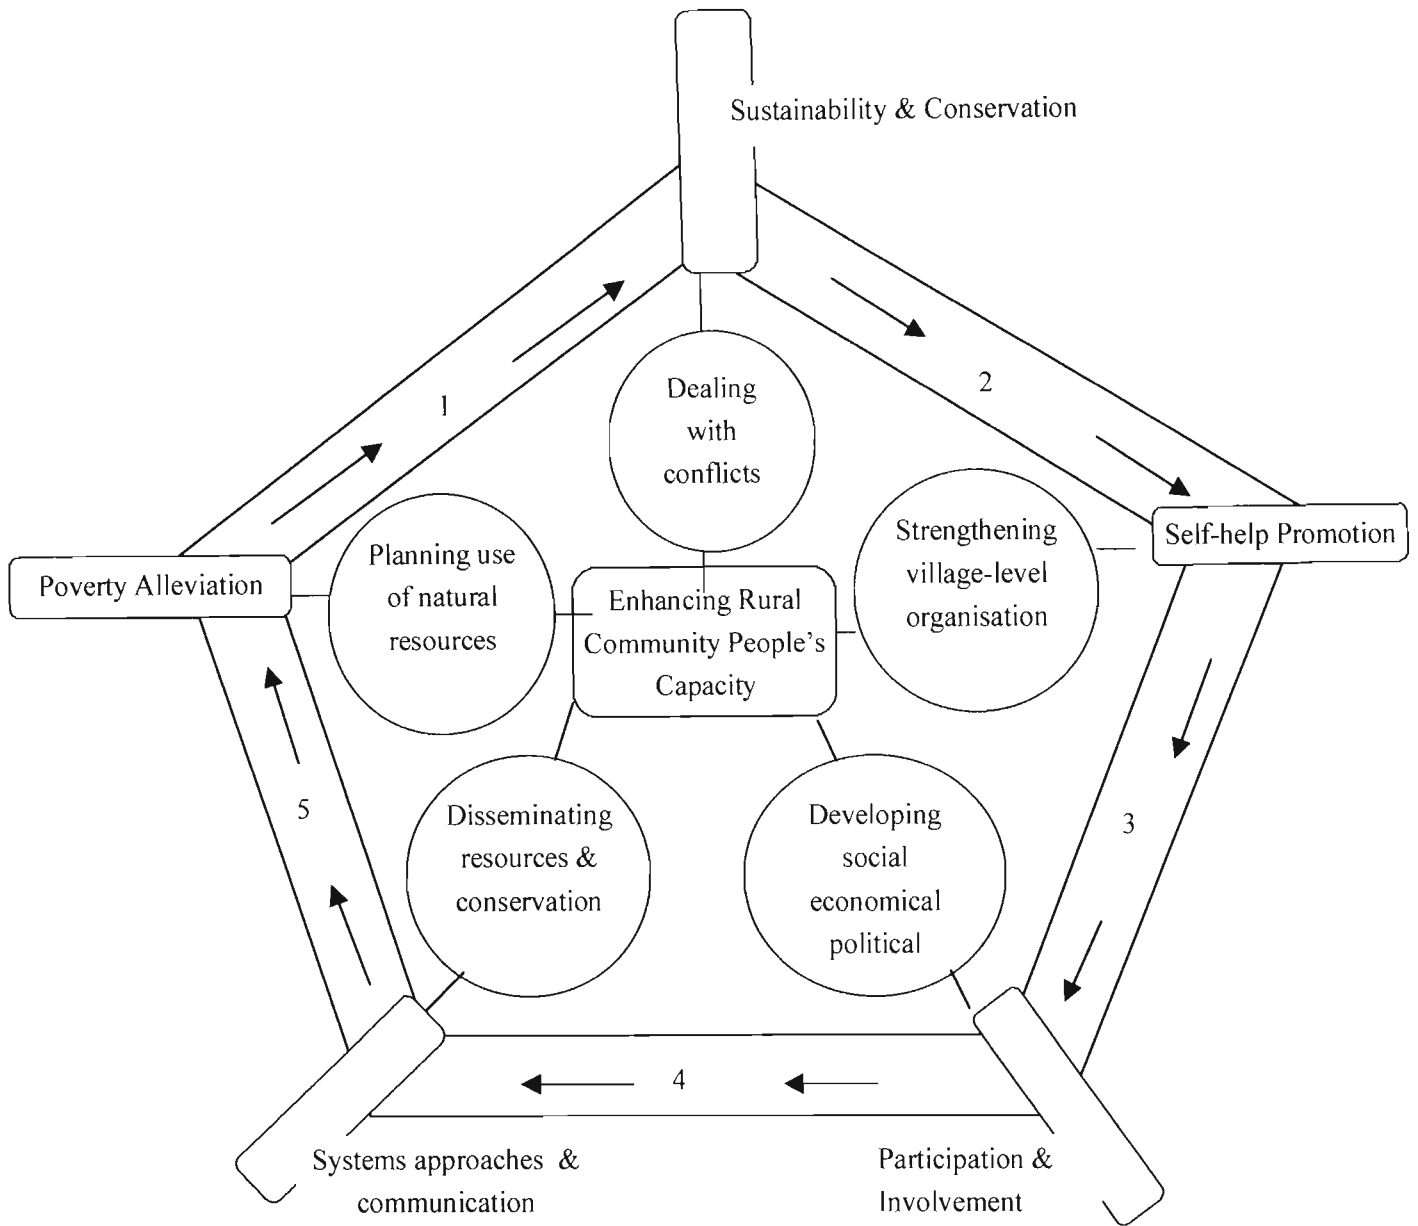 Sustainability & Conservation
1
2
Dealing
with
conflicts
Poverty Alleviation
Planning use
of natural
resources
Enhancing Rural
Community People's
Capacity
Strengthening
village-level
organisation
Self-help Promotion
5
3
Disseminating
resources &
conservation
Developing
social
economical
political
4
Systems approaches &
communication
Participation &
Involvement